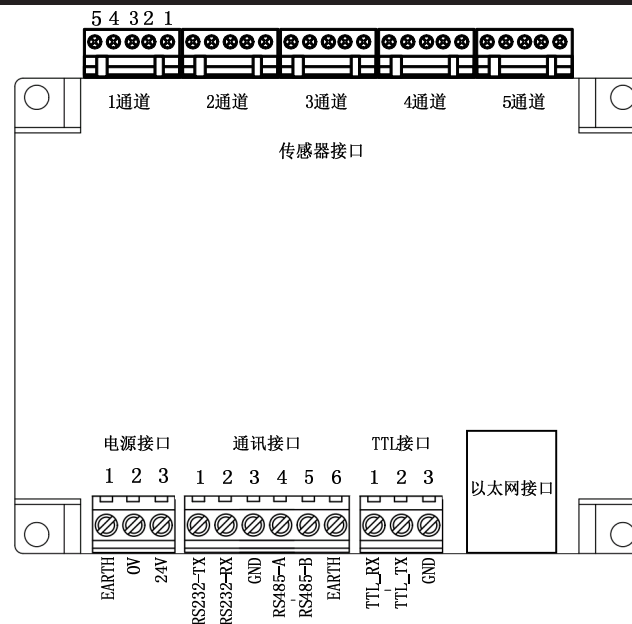 5 4 3 2 1
1通道 2通道 3通道 4通道 5通道
传感器接口
电源接口 通讯接口 TTL接口
1 2 3 1 2 3 4 5 6 1 2 3
以太网接口
EARTH
0V
24V
RS232-TX
RS232-RX
GND
RS485-A
RS485-B
EARTH
TTL_RX
TTL_TX
GND